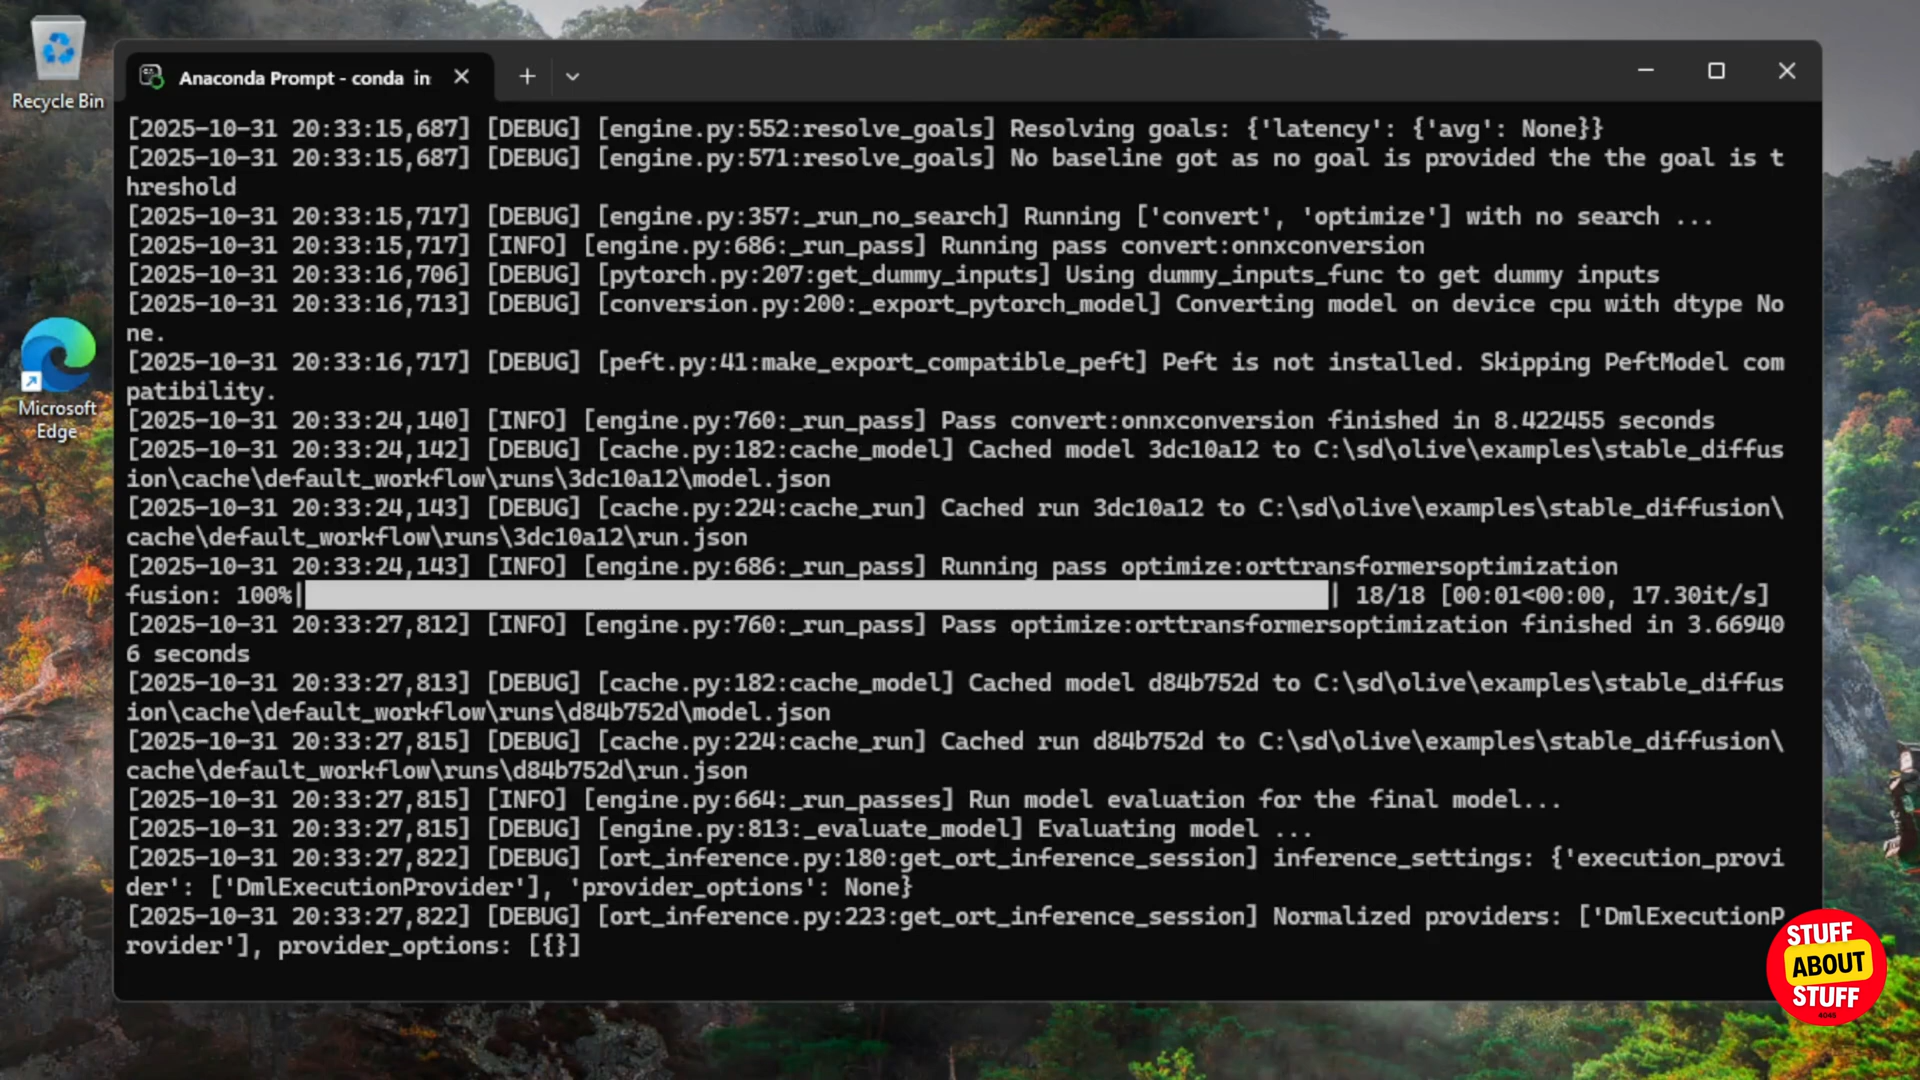 Recycle Bin
Microsoft
Edge
Anaconda Prompt - conda in
[2025-10-31 20:33:15,687] [DEBUG] [engine.py:552:resolve_goals] Resolving goals: {'latency': {'avg': None}}
[2025-10-31 20:33:15,687] [DEBUG] [engine.py:571:resolve_goals] No baseline got as no goal is provided the the goal is t
hreshold
[2025-10-31 20:33:15,717] [DEBUG] [engine.py:357:_run_no_search] Running ['convert', 'optimize'] with no search ...
[2025-10-31 20:33:15,717] [INFO] [engine.py:686:_run_pass] Running pass convert:onnxconversion
[2025-10-31 20:33:16,706] [DEBUG] [pytorch.py:207:get_dummy_inputs] Using dummy_inputs_func to get dummy inputs
[2025-10-31 20:33:16,713] [DEBUG] [conversion.py:200:_export_pytorch_model] Converting model on device cpu with dtype No
ne.
[2025-10-31 20:33:16,717] [DEBUG] [peft.py:41:make_export_compatible_peft] Peft is not installed. Skipping PeftModel com
patibility.
[2025-10-31 20:33:24,140] [INFO] [engine.py:760:_run_pass] Pass convert:onnxconversion finished in 8.422455 seconds
[2025-10-31 20:33:24,142] [DEBUG] [cache.py:182:cache_model] Cached model 3dc10a12 to C:\sd\olive\examples\stable_diffus
ion\cache\default_workflow\runs\3dc10a12\model.json
[2025-10-31 20:33:24,143] [DEBUG] [cache.py:224:cache_run] Cached run 3dc10a12 to C:\sd\olive\examples\stable_diffusion\
cache\default_workflow\runs\3dc10a12\run.json
[2025-10-31 20:33:24,143] [INFO] [engine.py:686:_run_pass] Running pass optimize:orttransformersoptimization
fusion: 100%| | 18/18 [00:01<00:00, 17.30it/s]
[2025-10-31 20:33:27,812] [INFO] [engine.py:760:_run_pass] Pass optimize:orttransformersoptimization finished in 3.66940
6 seconds
[2025-10-31 20:33:27,813] [DEBUG] [cache.py:182:cache_model] Cached model d84b752d to C:\sd\olive\examples\stable_diffus
ion\cache\default_workflow\runs\d84b752d\model.json
[2025-10-31 20:33:27,815] [DEBUG] [cache.py:224:cache_run] Cached run d84b752d to C:\sd\olive\examples\stable_diffusion\
cache\default_workflow\runs\d84b752d\run.json
[2025-10-31 20:33:27,815] [INFO] [engine.py:664:_run_passes] Run model evaluation for the final model...
[2025-10-31 20:33:27,815] [DEBUG] [engine.py:813:_evaluate_model] Evaluating model ...
[2025-10-31 20:33:27,822] [DEBUG] [ort_inference.py:180:get_ort_inference_session] inference_settings: {'execution_provi
der': ['DmlExecutionProvider'], 'provider_options': None}
[2025-10-31 20:33:27,822] [DEBUG] [ort_inference.py:223:get_ort_inference_session] Normalized providers: ['DmlExecutionP
rovider'], provider_options: [{}]
STUFF
ABOUT
STUFF